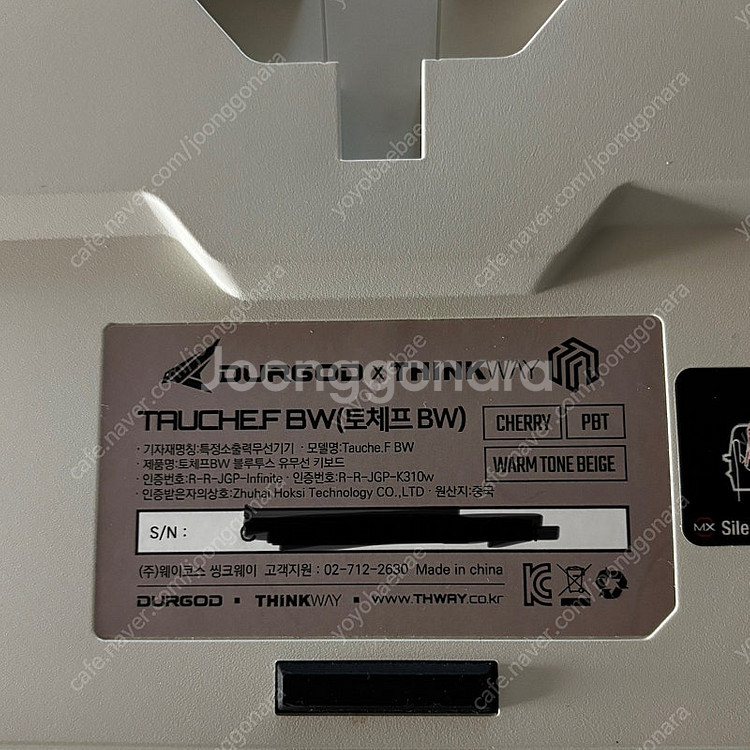 DURGOD x THINKWAY
TAUCHE.F BW(토체프 BW)
CHERRY
PBT
WARM TONE BEIGE
· 기자재명칭:특정소출력무선기기 · 모델명:Tauche.F BW
· 제품명:토체프BW 블루투스 유무선 키보드
· 인증번호:R-R-JGP-Infinite · 인증번호:R-R-JGP-K310w
· 인증받은자의상호:Zhuhai Hoksi Technology CO.,LTD · 원산지:중국
S/N :
(주)웨이코스 씽크웨이 고객지원 : 02-712-2630 Made in china
DURGOD ▪ THINKWAY ▪ www.THWAY.co.kr
MX Sile
Joonggonara
cafe.naver.com/joonggonara
yoyobaebae